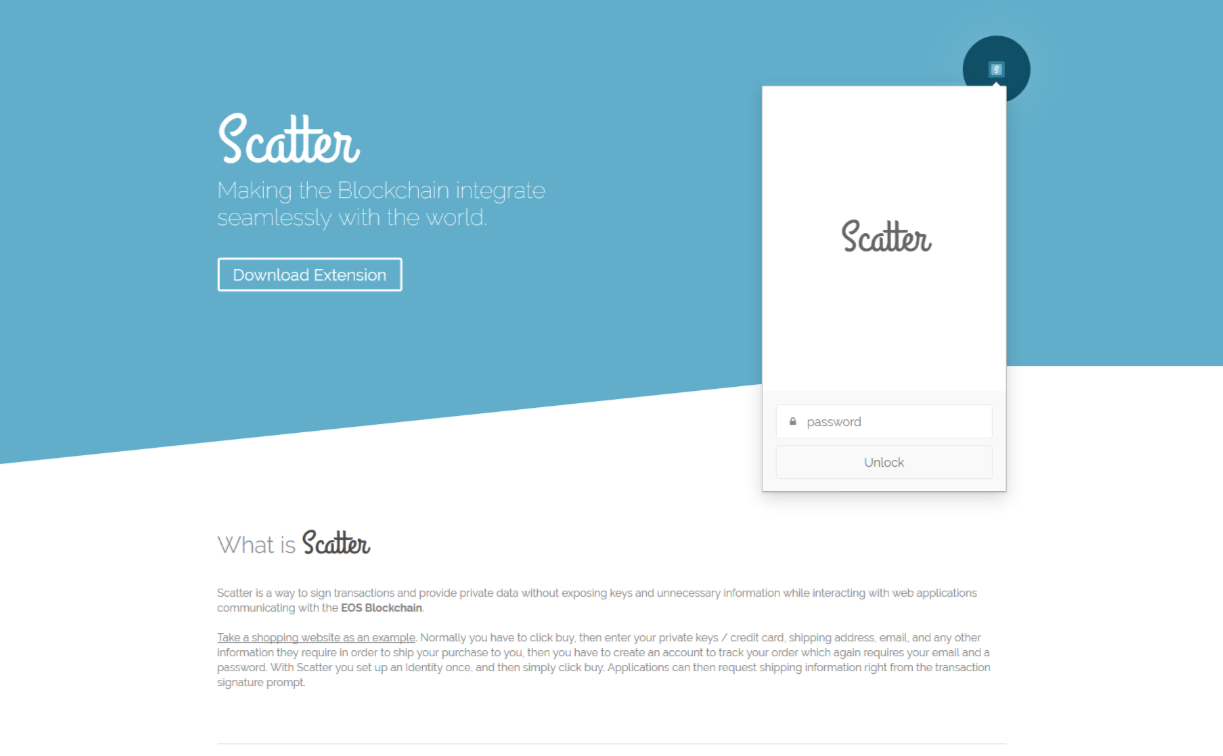 Scatter
Making the Blockchain integrate
seamlessly with the world.
Download Extension
Scatter
password
Unlock
What is Scatter
Scatter is a way to sign transactions and provide private data without exposing keys and unnecessary information while interacting with web applications
communicating with the EOS Blockchain.
Take a shopping website as an example. Normally you have to click buy, then enter your private keys / credit card, shipping address, email, and any other
information they require in order to ship your purchase to you, then you have to create an account to track your order which again requires your email and a
password. With Scatter you set up an Identity once, and then simply click buy. Applications can then request shipping information right from the transaction
signature prompt.